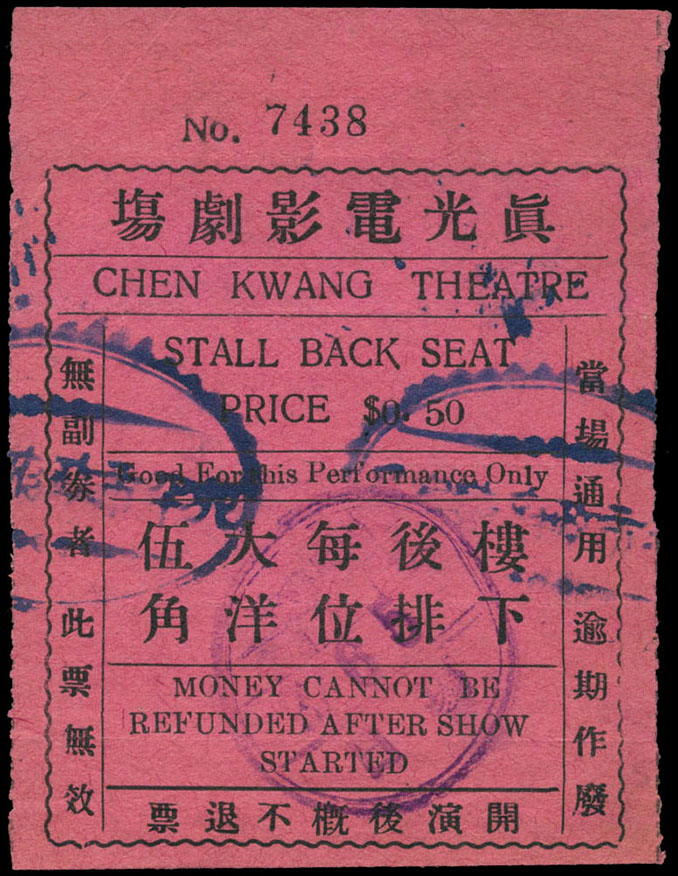 No. 7438
眞光電影劇塲
CHEN KWANG THEATRE
STALL BACK SEAT
PRICE $0.50
Good For this Performance Only
樓下
後排
每位
大洋
伍角
MONEY CANNOT BE
REFUNDED AFTER SHOW
STARTED
開演後概不退票
當場通用逾期作廢
無副券者此票無效